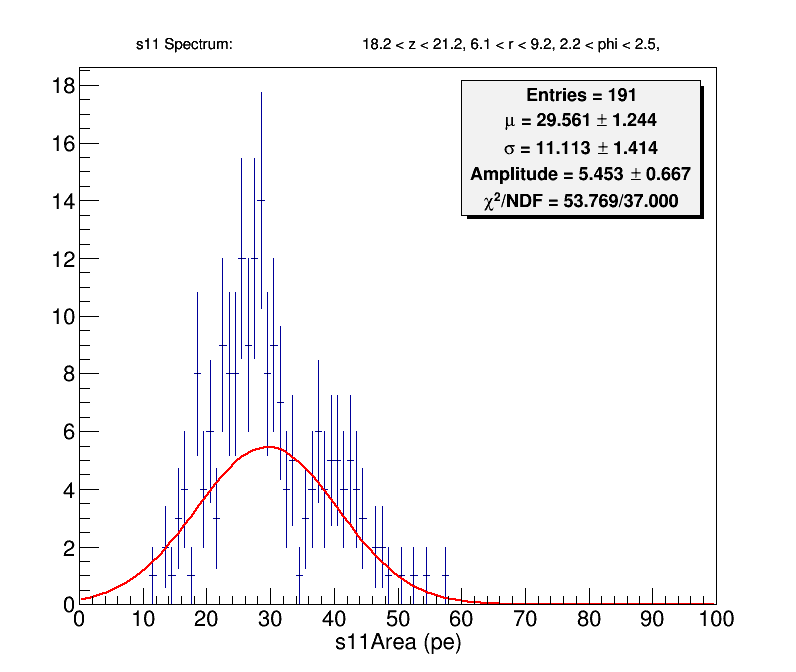 s11 Spectrum: 18.2 < z < 21.2, 6.1 < r < 9.2, 2.2 < phi < 2.5,
Entries = 191
μ = 29.561 ± 1.244
σ = 11.113 ± 1.414
Amplitude = 5.453 ± 0.667
χ²/NDF = 53.769/37.000
18
16
14
12
10
8
6
4
2
0
0 10 20 30 40 50 60 70 80 90 100
s11Area (pe)